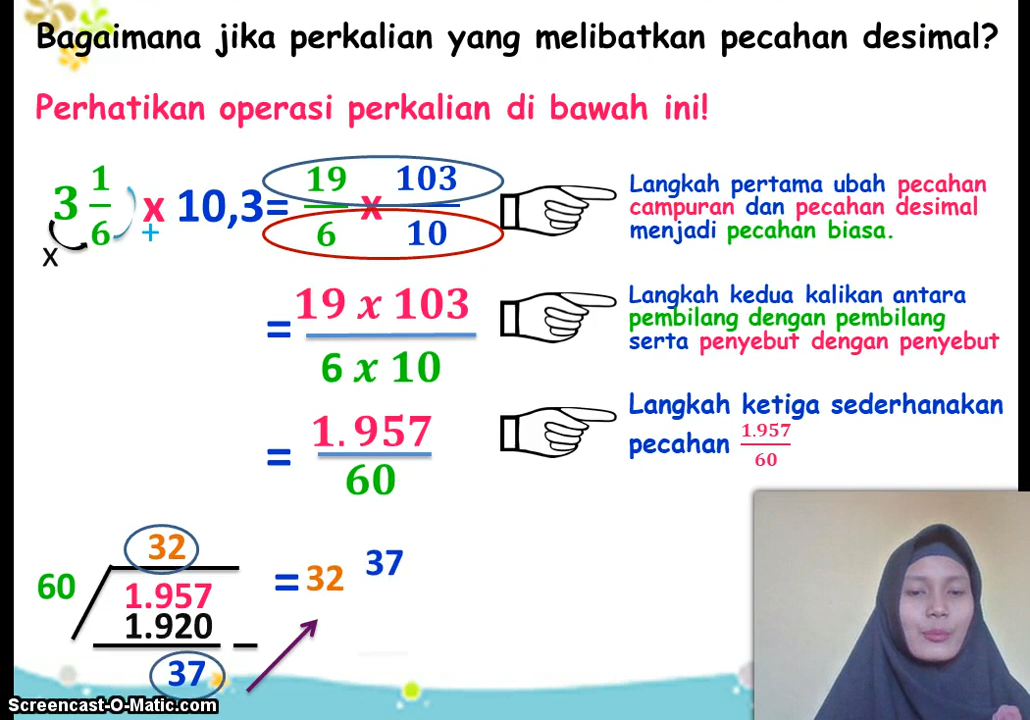 Bagaimana jika perkalian yang melibatkan pecahan desimal?
Perhatikan operasi perkalian di bawah ini!
3 1/6 x 10,3= 19/6 x 103/10
x +
Langkah pertama ubah pecahan
campuran dan pecahan desimal
menjadi pecahan biasa.
= 19 x 103 / 6 x 10
Langkah kedua kalikan antara
pembilang dengan pembilang
serta penyebut dengan penyebut
= 1.957/60
Langkah ketiga sederhanakan
pecahan 1.957/60
32
60 1.957
1.920 –
37
= 32 37
Screencast-O-Matic.com